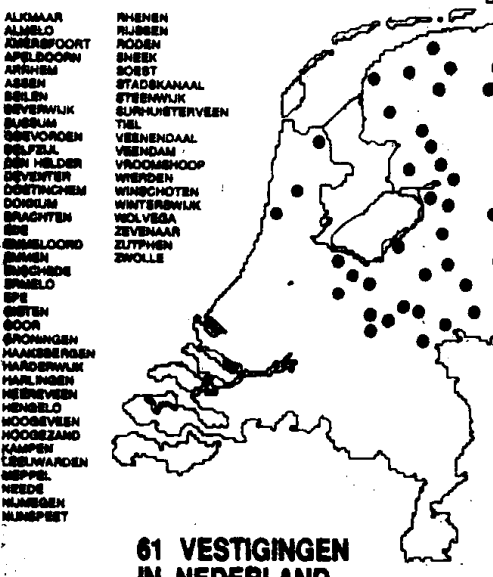 ALKMAAR
ALMELO
AMERSFOORT
APELDOORN
ARNHEM
ASSEN
BEILEN
BEVERWIJK
BUSSUM
COEVORDEN
DELFZIJL
DEN HELDER
DEVENTER
DOETINCHEM
DOKKUM
DRACHTEN
EDE
EMMELOORD
EMMEN
ENSCHEDE
ERMELO
EPE
GIETEN
GOOR
GRONINGEN
HAAKSBERGEN
HARDERWIJK
HARLINGEN
HEEREVEEN
HENGELO
HOOGEVEEN
HOOGEZAND
KAMPEN
LEEUWARDEN
MEPPEL
NEEDE
NIJMEGEN
NUNSPEET
RHENEN
RIJSSEN
RODEN
SNEEK
SOEST
STADSKANAAL
STEENWIJK
SURHUISTERVEEN
TIEL
VEENENDAAL
VEENDAM
VROOMSHOOP
WIERDEN
WINSCHOTEN
WINTERSWIJK
WOLVEGA
ZEVENAAR
ZUTPHEN
ZWOLLE
61 VESTIGINGEN
IN NEDERLAND